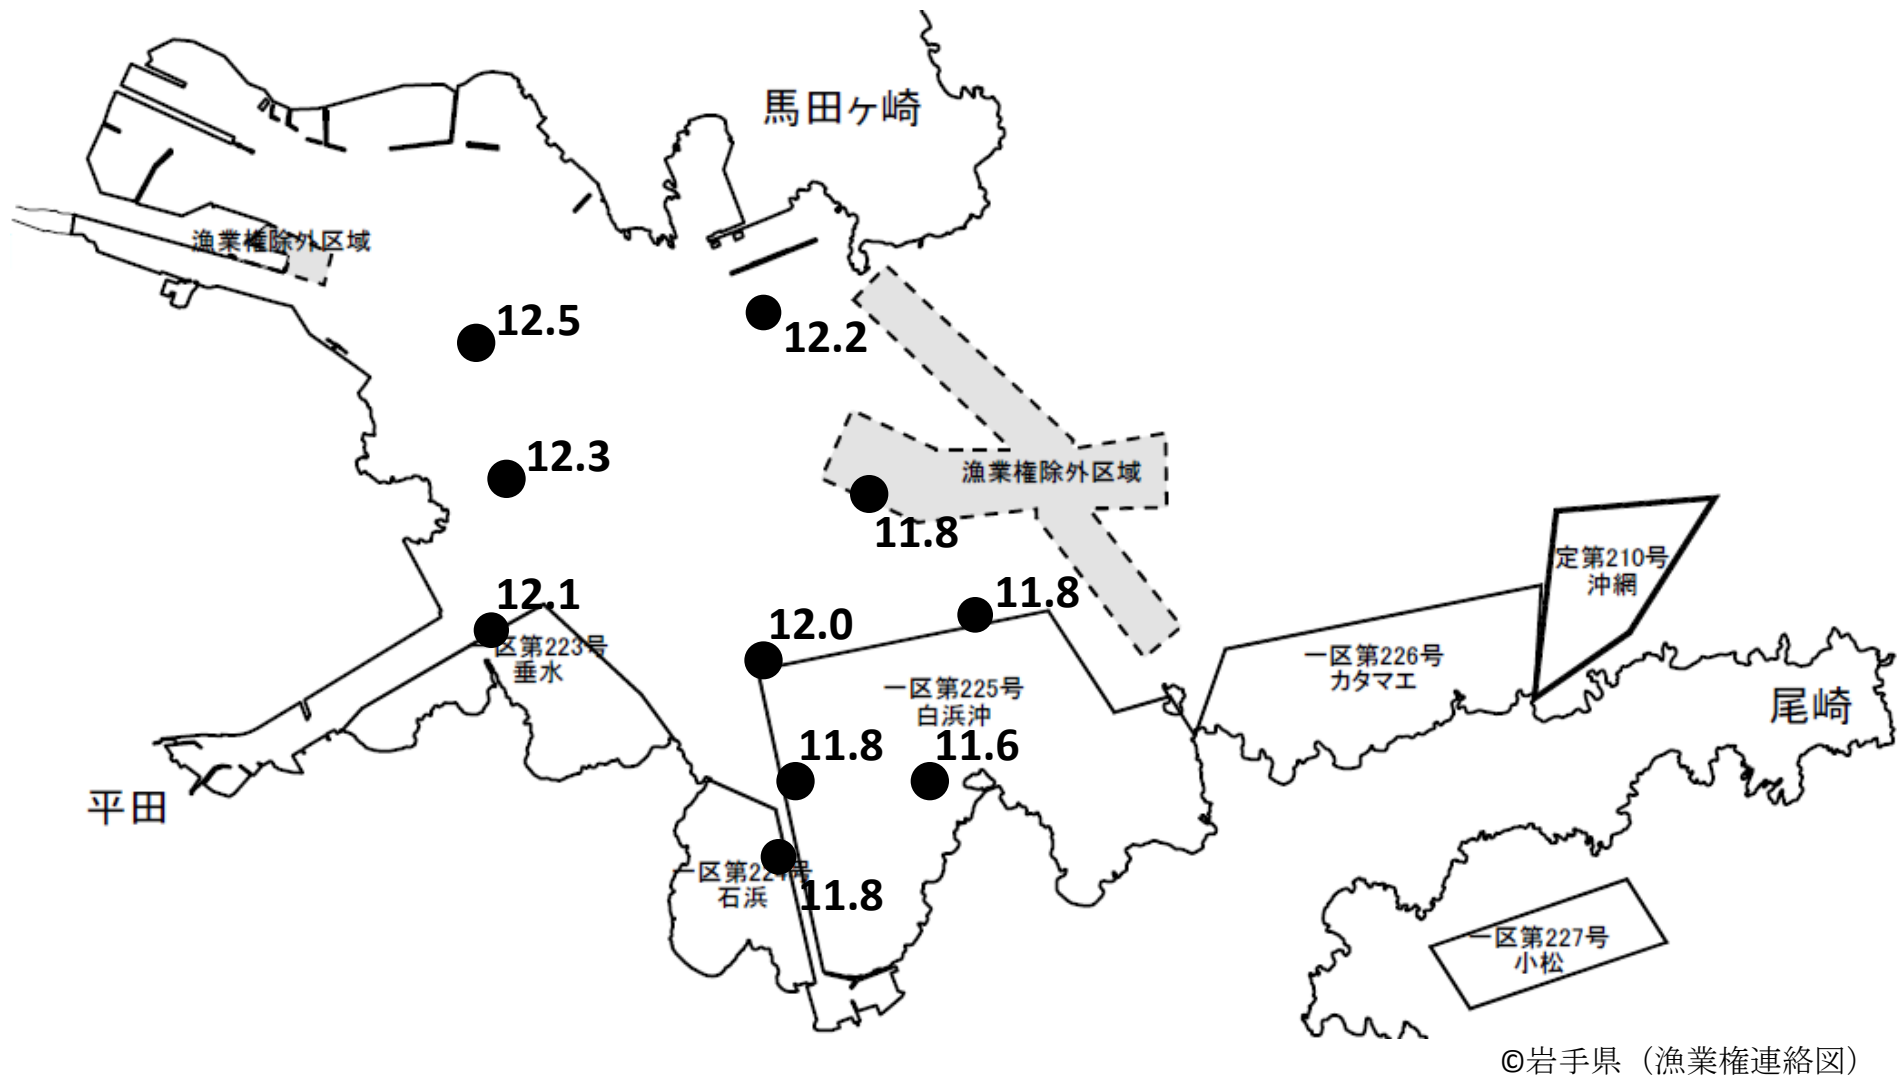 馬田ヶ崎
漁業権除外区域
12.5
12.2
12.3
漁業権除外区域
11.8
定第210号
沖網
12.1
11.8
12.0
一区第223号
垂水
一区第226号
カタマエ
一区第225号
白浜沖
尾崎
11.8
11.6
平田
一区第224号
石浜
11.8
一区第227号
小松
©岩手県（漁業権連絡図）